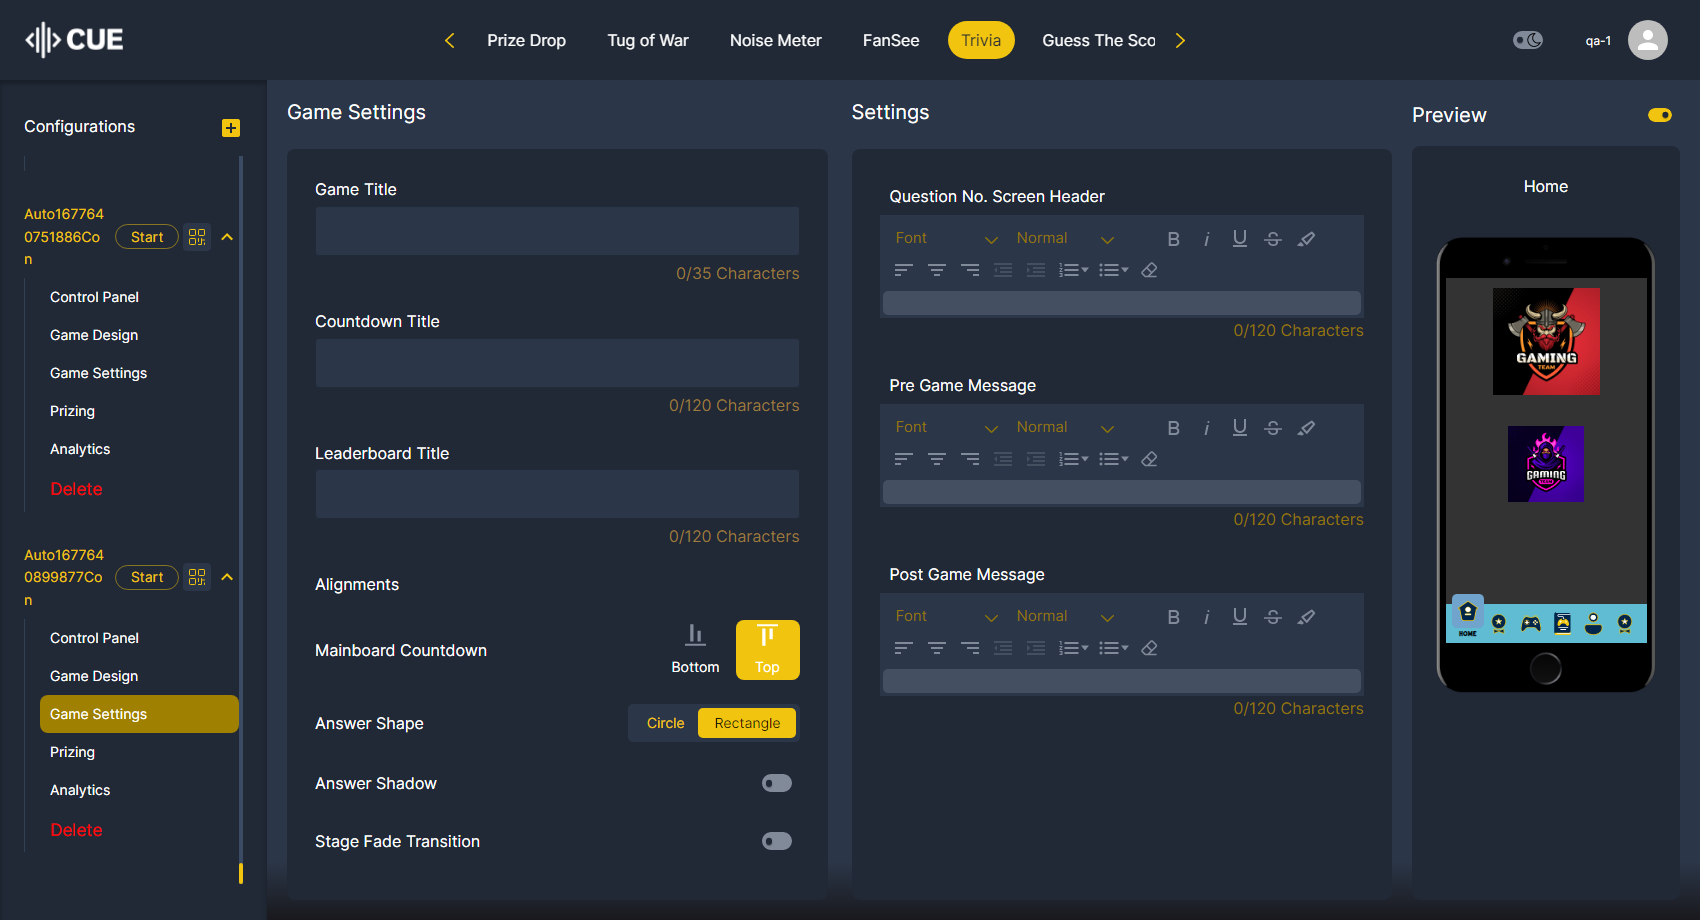 CUE
Prize Drop
Tug of War
Noise Meter
FanSee
Trivia
Guess The Sco
qa-1
Configurations
Auto167764
0751886Co
n
Start
Control Panel
Game Design
Game Settings
Prizing
Analytics
Delete
Auto167764
0899877Co
n
Start
Control Panel
Game Design
Game Settings
Prizing
Analytics
Delete
Game Settings
Game Title
0/35 Characters
Countdown Title
0/120 Characters
Leaderboard Title
0/120 Characters
Alignments
Mainboard Countdown
Bottom
Top
Answer Shape
Circle
Rectangle
Answer Shadow
Stage Fade Transition
Settings
Question No. Screen Header
Font
Normal
0/120 Characters
Pre Game Message
Font
Normal
0/120 Characters
Post Game Message
Font
Normal
0/120 Characters
Preview
Home
GAMING
TEAM
GAMING
TEAM
HOME